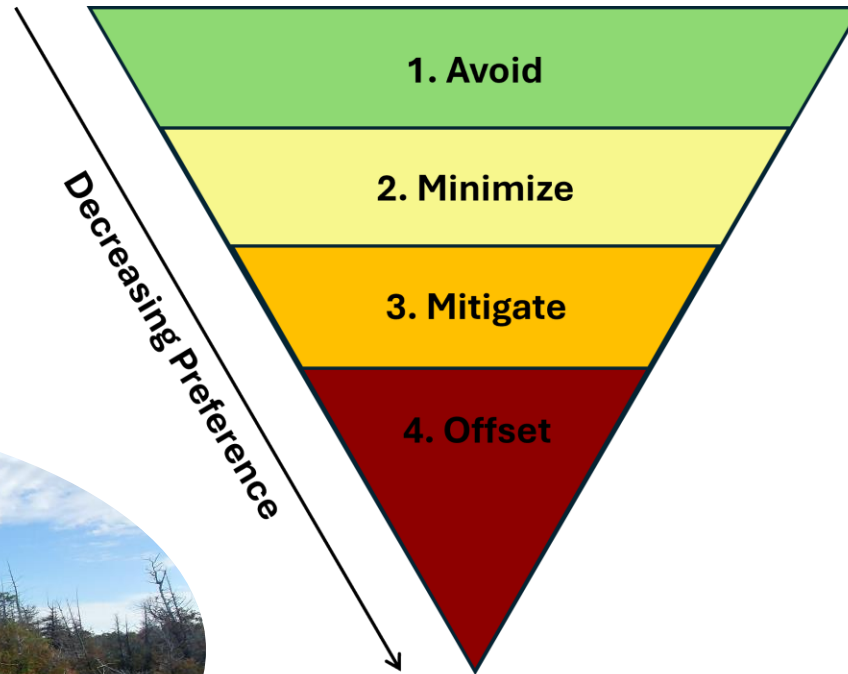 1. Avoid
2. Minimize
3. Mitigate
4. Offset
Decreasing Preference